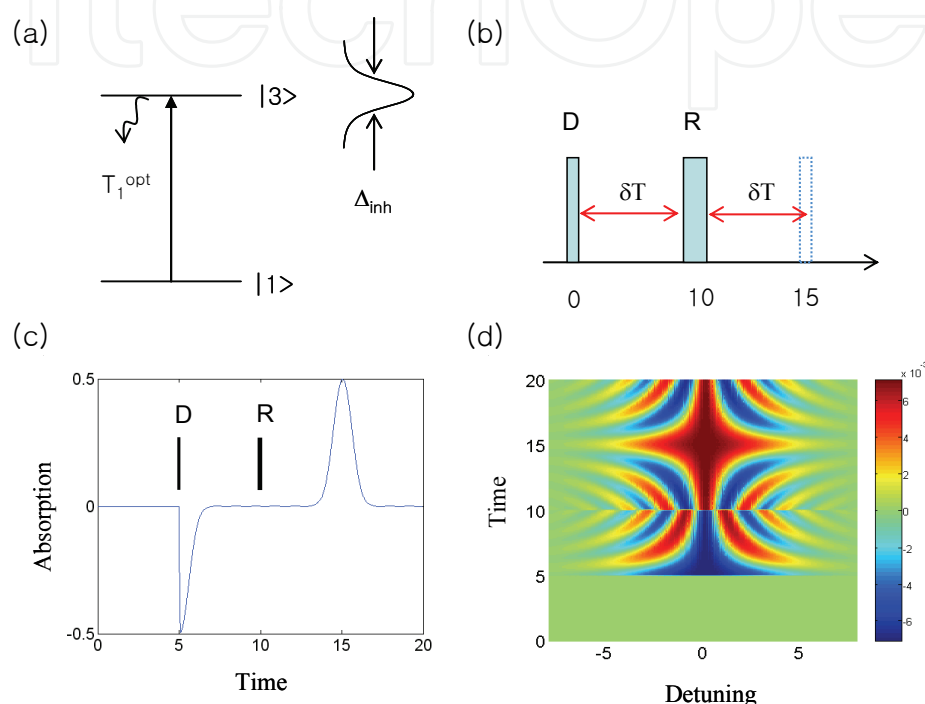 ntechOpe
(a)
|3>
T₁ᵒᵖᵗ
Δinh
|1>
(b)
D R
δT δT
0 10 15
(c)
0.5
D R
0
-0.5
Absorption
0 5 10 15 20
Time
(d)
20
15
10
5
0
Time
-5 0 5
Detuning
x 10⁻³
6
4
2
0
-2
-4
-6